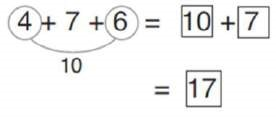 4 + 7 + 6 = 10 + 7
10
= 17